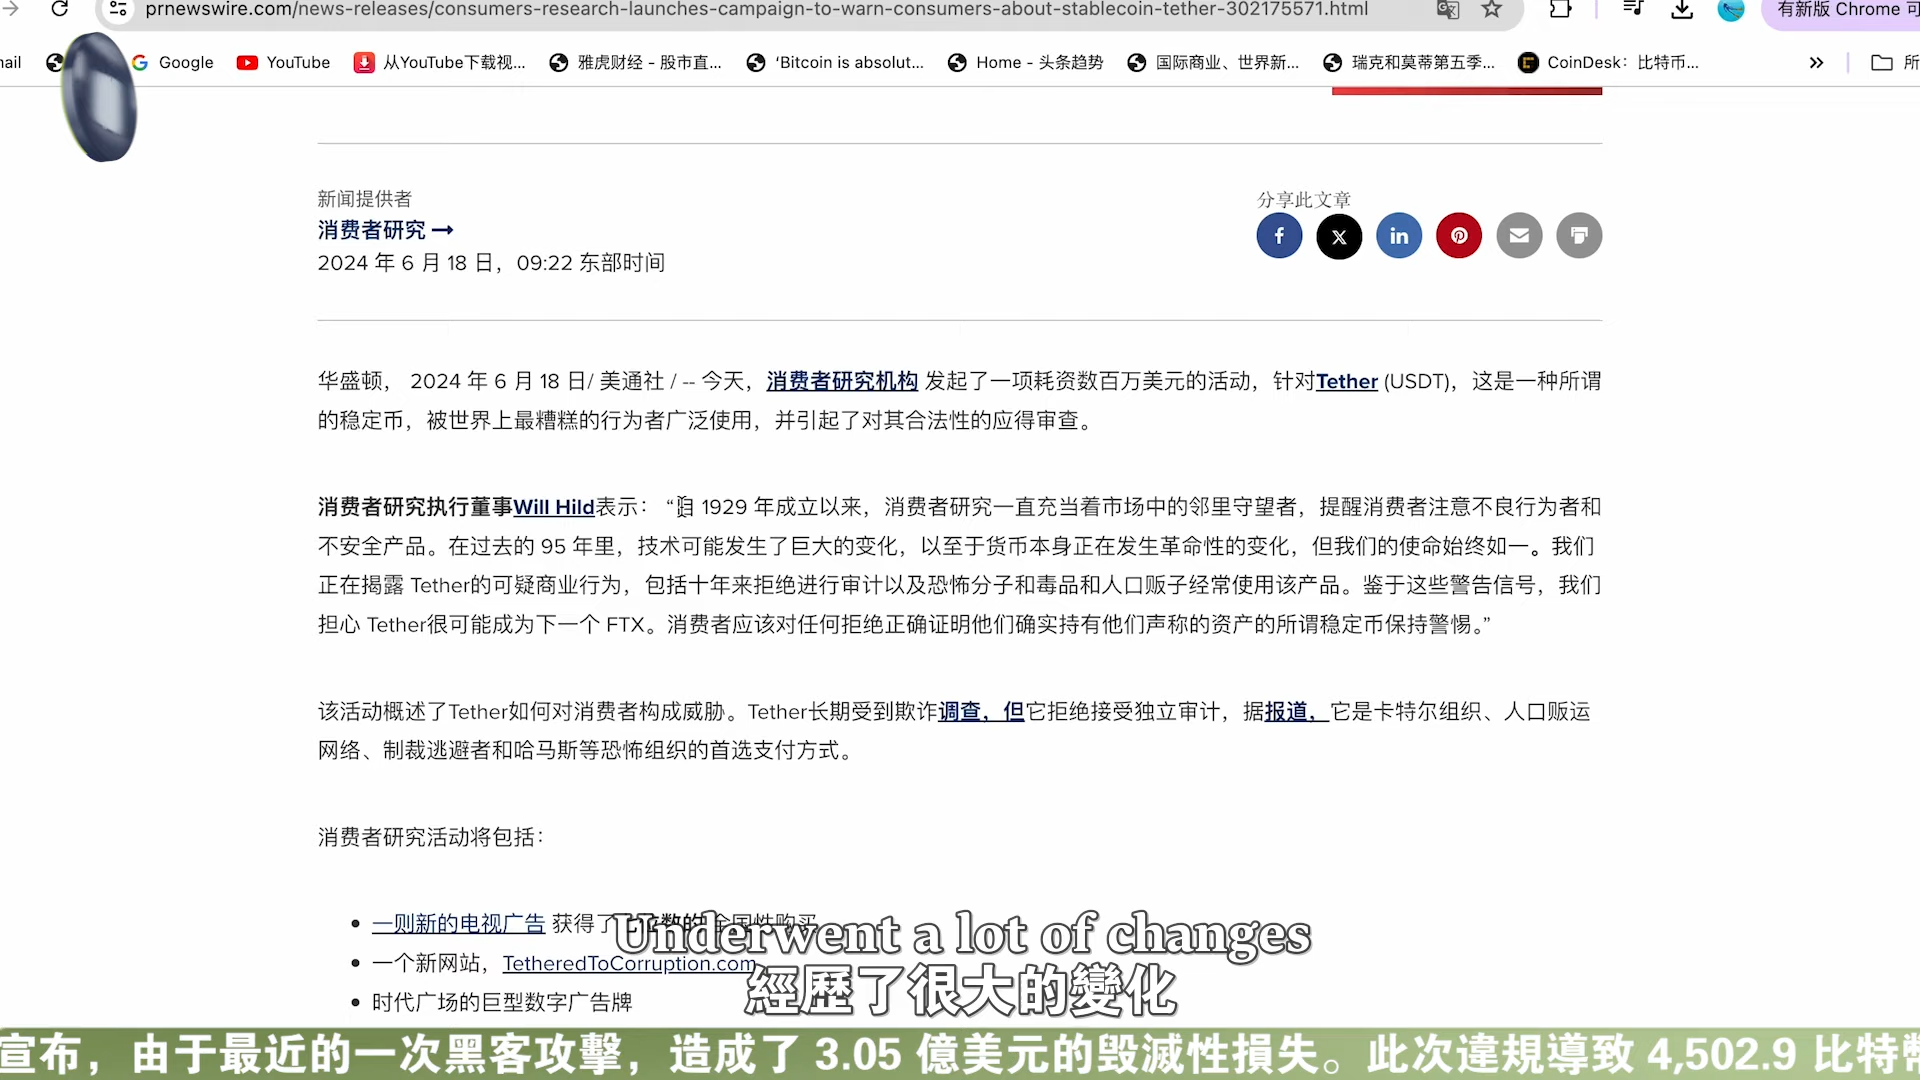 prnewswire.com/news-releases/consumers-research-launches-campaign-to-warn-consumers-about-stablecoin-tether-302175571.html
有新版 Chrome 可
ail Google YouTube 从YouTube下载视... 雅虎财经 - 股市直... ‘Bitcoin is absolut... Home - 头条趋势 国际商业、世界新... 瑞克和莫蒂第五季... CoinDesk：比特币... » 所
新闻提供者
消费者研究
2024 年 6 月 18 日，09:22 东部时间
分享此文章
华盛顿， 2024 年 6 月 18 日/ 美通社 / -- 今天，消费者研究机构 发起了一项耗资数百万美元的活动，针对Tether (USDT)，这是一种所谓
的稳定币，被世界上最糟糕的行为者广泛使用，并引起了对其合法性的应得审查。
消费者研究执行董事Will Hild表示：“自 1929 年成立以来，消费者研究一直充当着市场中的邻里守望者，提醒消费者注意不良行为者和
不安全产品。在过去的 95 年里，技术可能发生了巨大的变化，以至于货币本身正在发生革命性的变化，但我们的使命始终如一。我们
正在揭露 Tether的可疑商业行为，包括十年来拒绝进行审计以及恐怖分子和毒品和人口贩子经常使用该产品。鉴于这些警告信号，我们
担心 Tether很可能成为下一个 FTX。消费者应该对任何拒绝正确证明他们确实持有他们声称的资产的所谓稳定币保持警惕。”
该活动概述了Tether如何对消费者构成威胁。Tether长期受到欺诈调查，但它拒绝接受独立审计，据报道，它是卡特尔组织、人口贩运
网络、制裁逃避者和哈马斯等恐怖组织的首选支付方式。
消费者研究活动将包括：
一则新的电视广告 获得了七位数的 全国性购买
Underwent a lot of changes
一个新网站，TetheredToCorruption.com
經歷了很大的變化
时代广场的巨型数字广告牌
宣布，由于最近的一次黑客攻擊，造成了 3.05 億美元的毀滅性損失。此次違規導致 4,502.9 比特幣